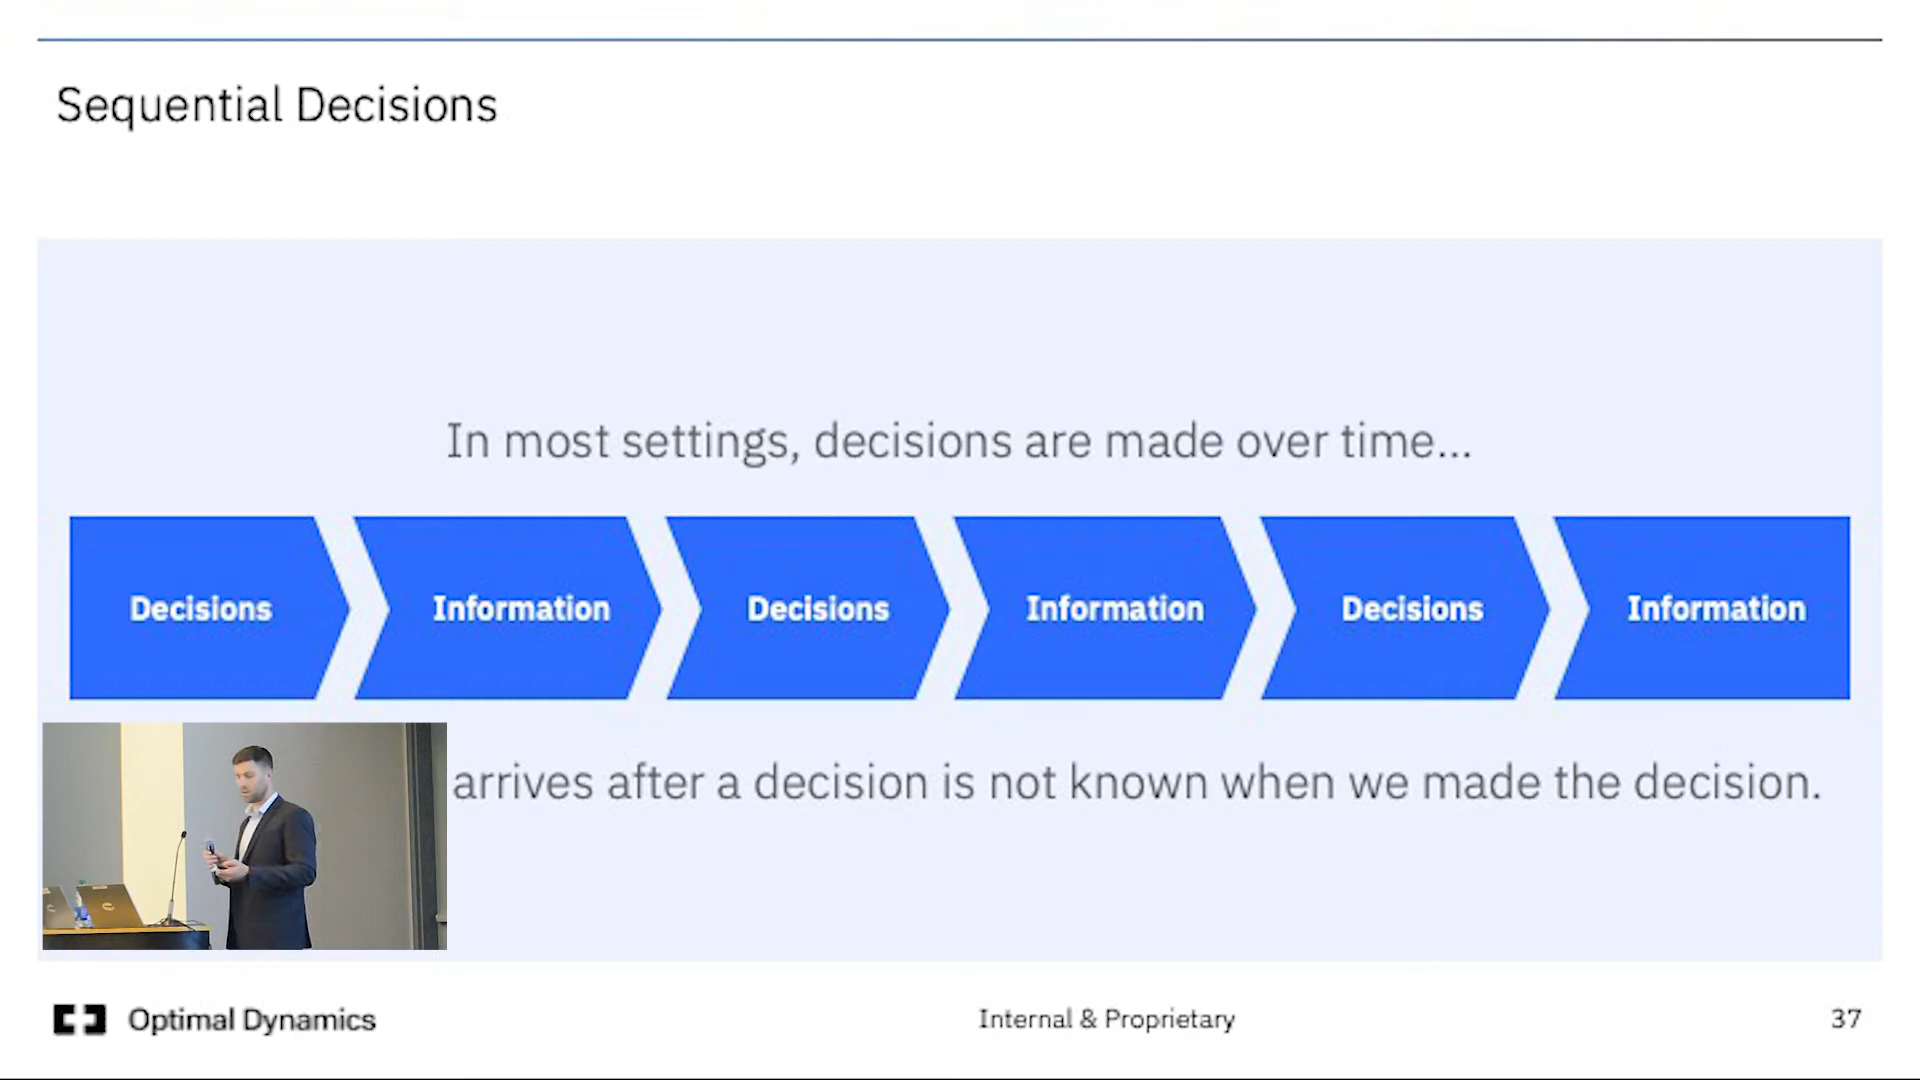 Sequential Decisions
In most settings, decisions are made over time...
Decisions Information Decisions Information Decisions Information
arrives after a decision is not known when we made the decision.
Optimal Dynamics Internal & Proprietary 37